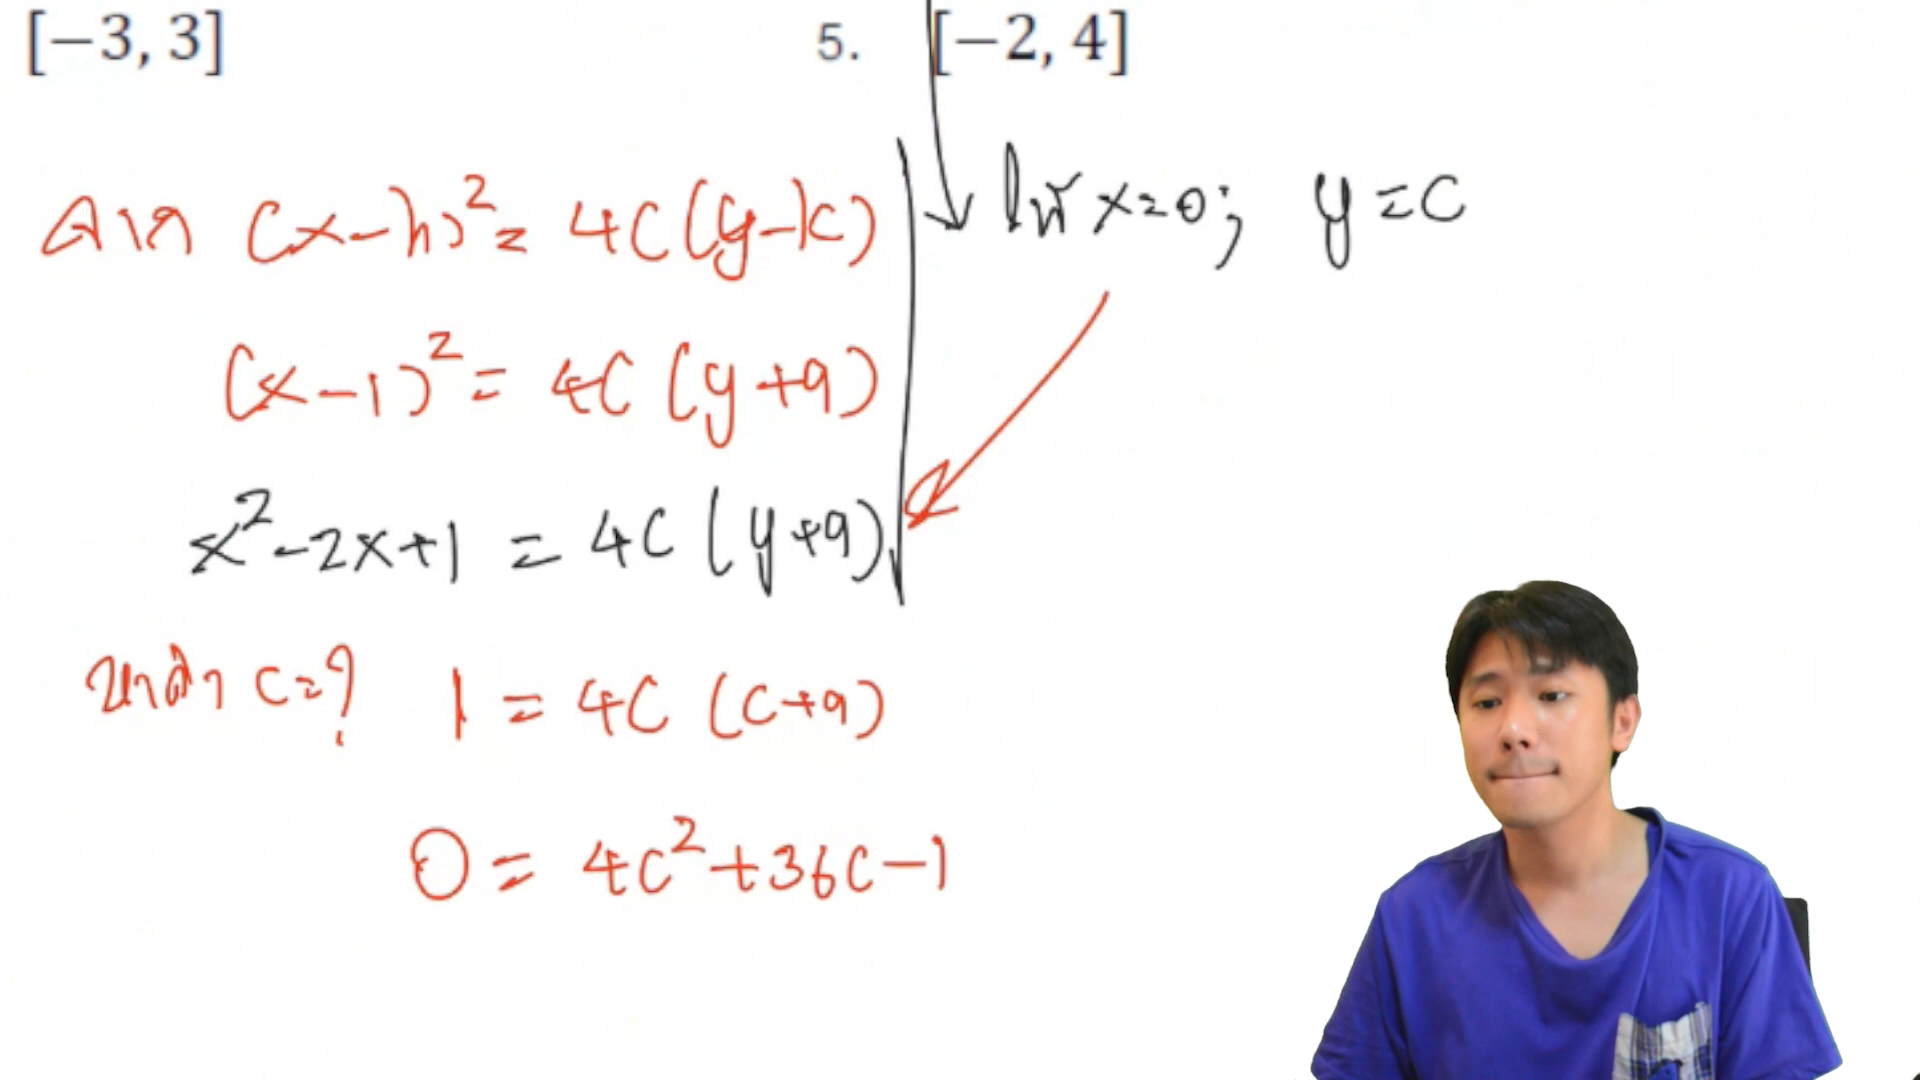 [−3, 3]
5. [−2, 4]
จาก (x-h)² = 4C(y-k)
(x-1)² = 4C(y+9)
x²-2x+1 = 4C(y+9)
หาค่า c=? 1 = 4C(c+9)
0 = 4C²+36C-1
ให้ x=0; y=c